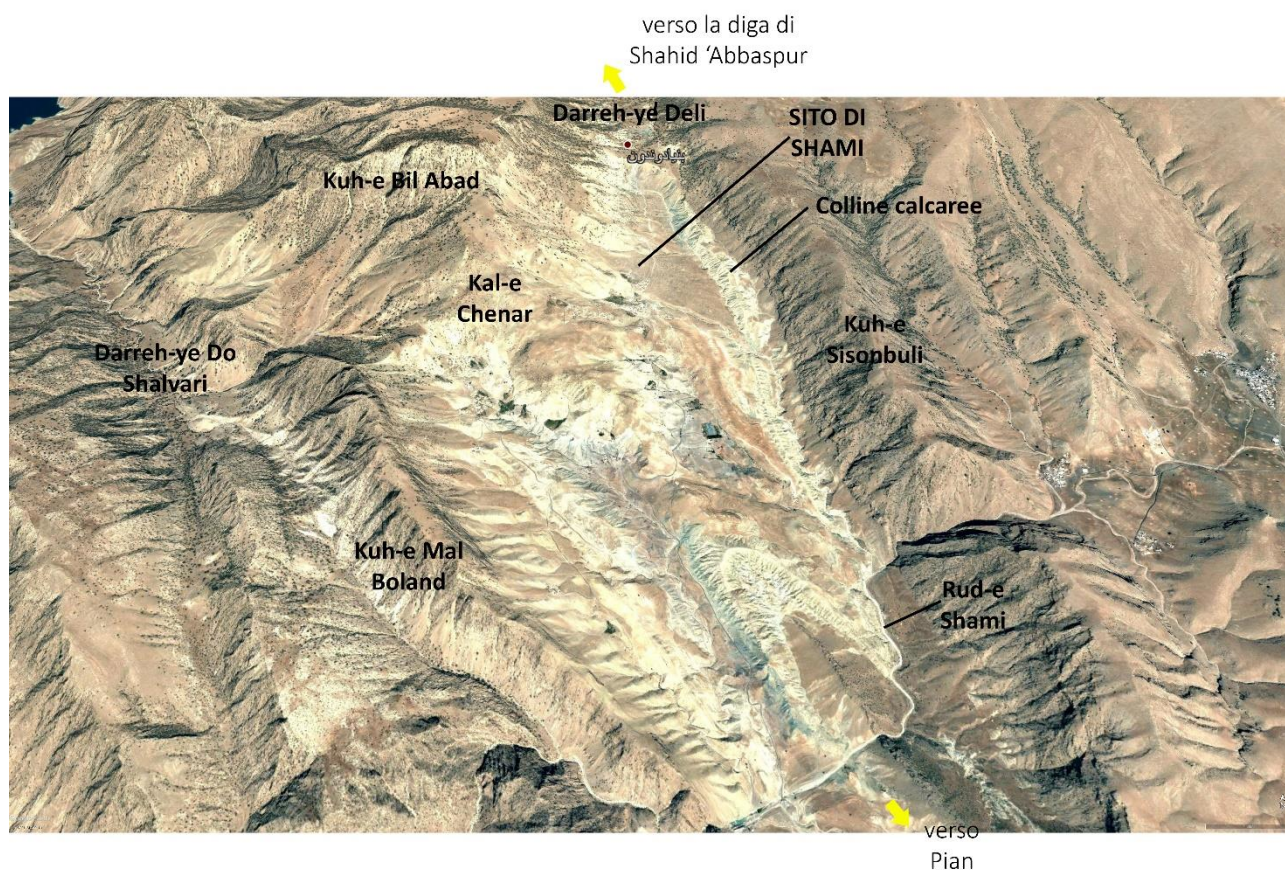 verso la diga di
Shahid ‘Abbaspur
Darreh-ye Deli
SITO DI
SHAMI
Kuh-e Bil Abad
Colline calcaree
Kal-e
Chenar
Kuh-e
Sisonbuli
Darreh-ye Do
Shalvari
Kuh-e Mal
Boland
Rud-e
Shami
verso
Pian